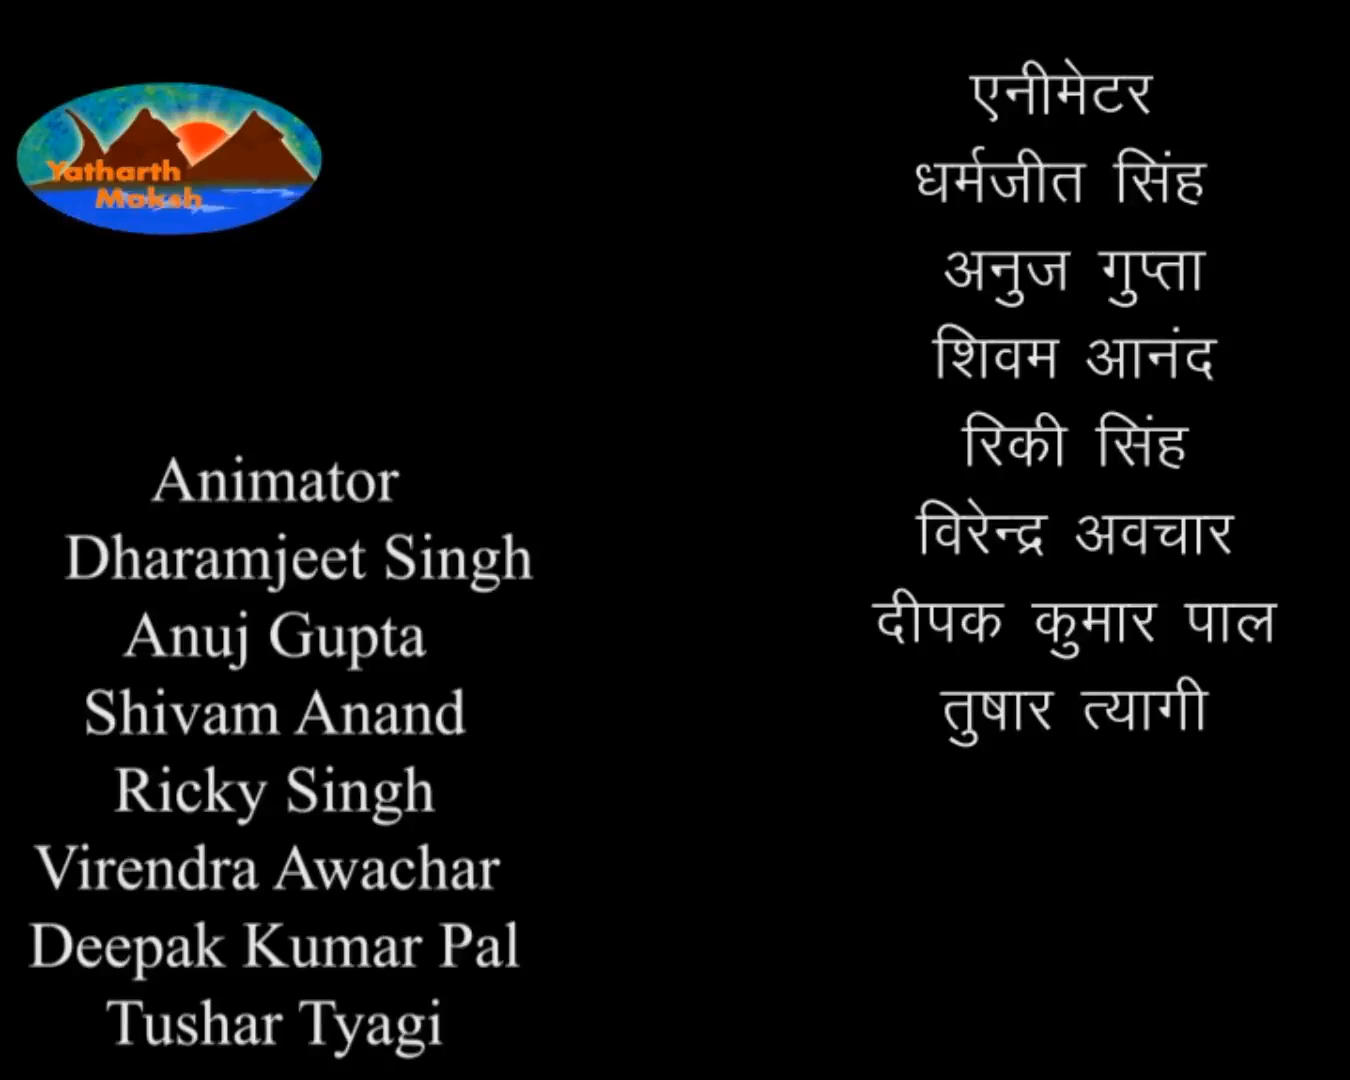 Yatharth
Moksh
Animator
Dharamjeet Singh
Anuj Gupta
Shivam Anand
Ricky Singh
Virendra Awachar
Deepak Kumar Pal
Tushar Tyagi
एनीमेटर
धर्मजीत सिंह
अनुज गुप्ता
शिवम आनंद
रिकी सिंह
विरेन्द्र अवचार
दीपक कुमार पाल
तुषार त्यागी